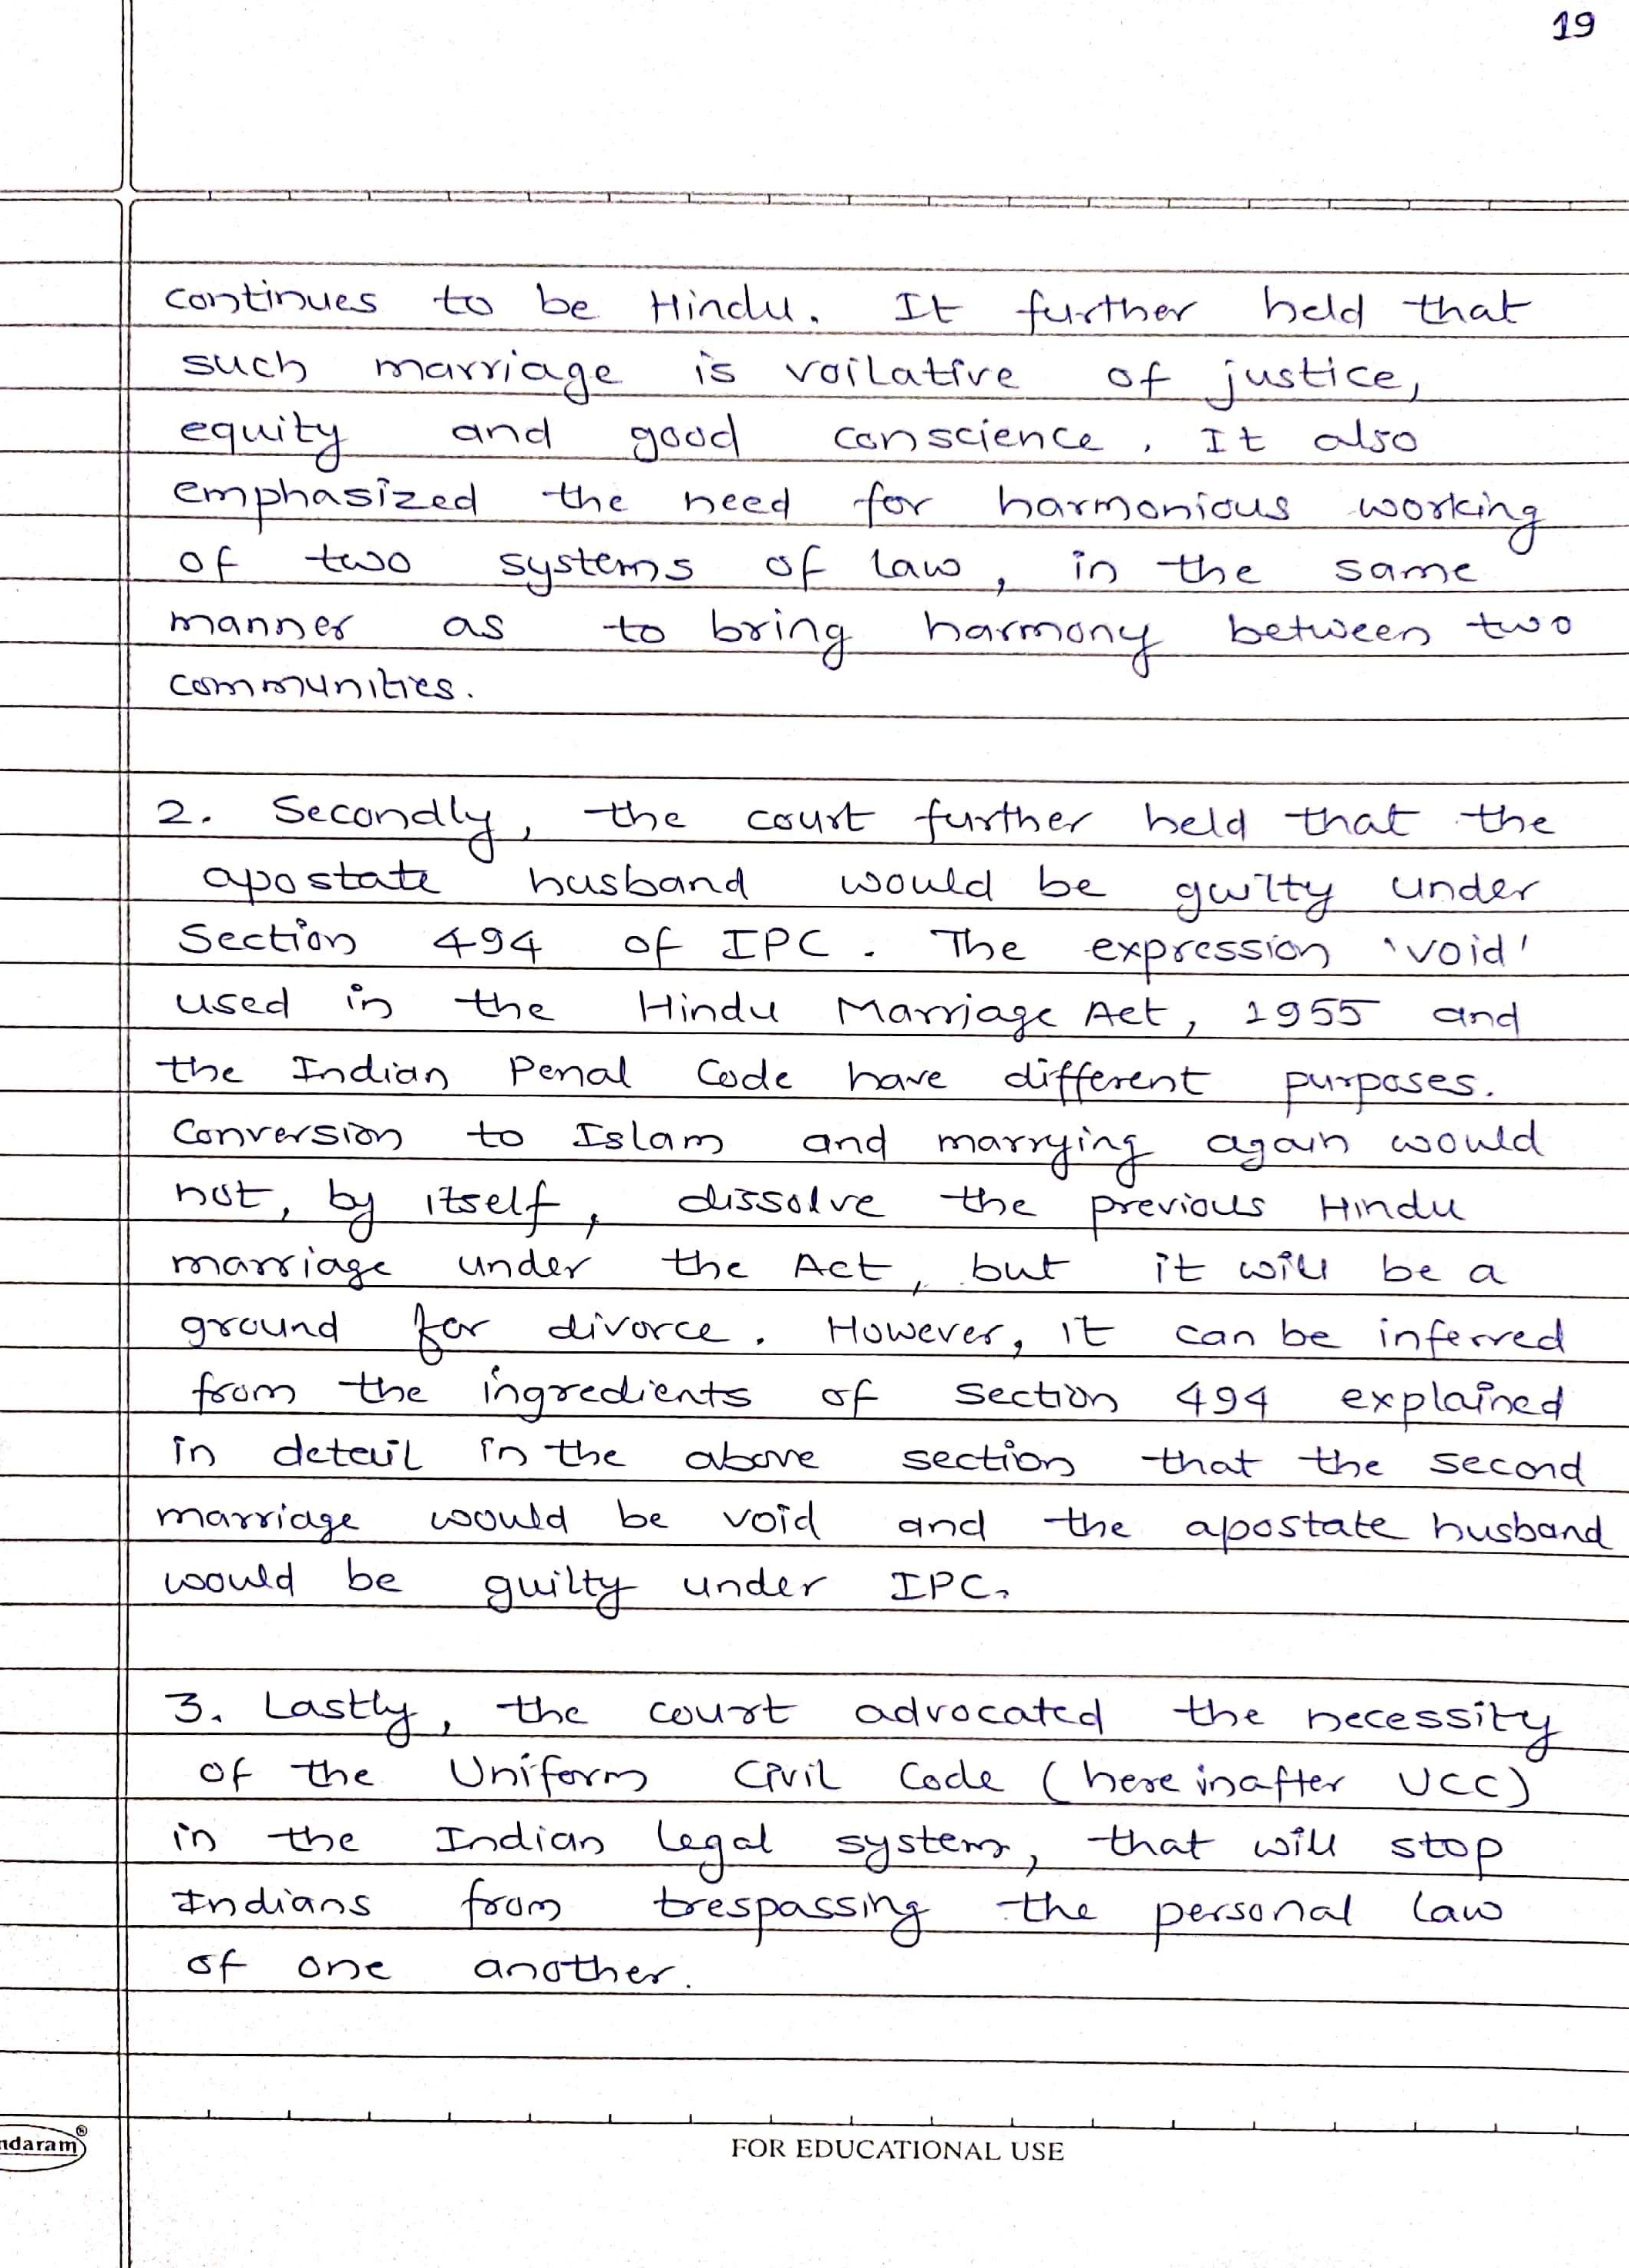 19
continues to be Hindu. It further held that
such marriage is voilative of justice,
equity and good conscience. It also
emphasized the need for harmonious working
of two systems of law, in the same
manner as to bring harmony between two
communities.
2. Secondly, the court further held that the
apostate husband would be guilty under
Section 494 of IPC. The expression 'void'
used in the Hindu Marriage Act, 1955 and
the Indian Penal Code have different purposes.
Conversion to Islam and marrying again would
not, by itself, dissolve the previous Hindu
marriage under the Act, but it will be a
ground for divorce. However, it can be inferred
from the ingredients of Section 494 explained
in detail in the above section that the second
marriage would be void and the apostate husband
would be guilty under IPC.
3. Lastly, the court advocated the necessity
of the Uniform Civil Code (hereinafter UCC)
in the Indian legal system, that will stop
Indians from trespassing the personal law
of one another.
ndaram®
FOR EDUCATIONAL USE